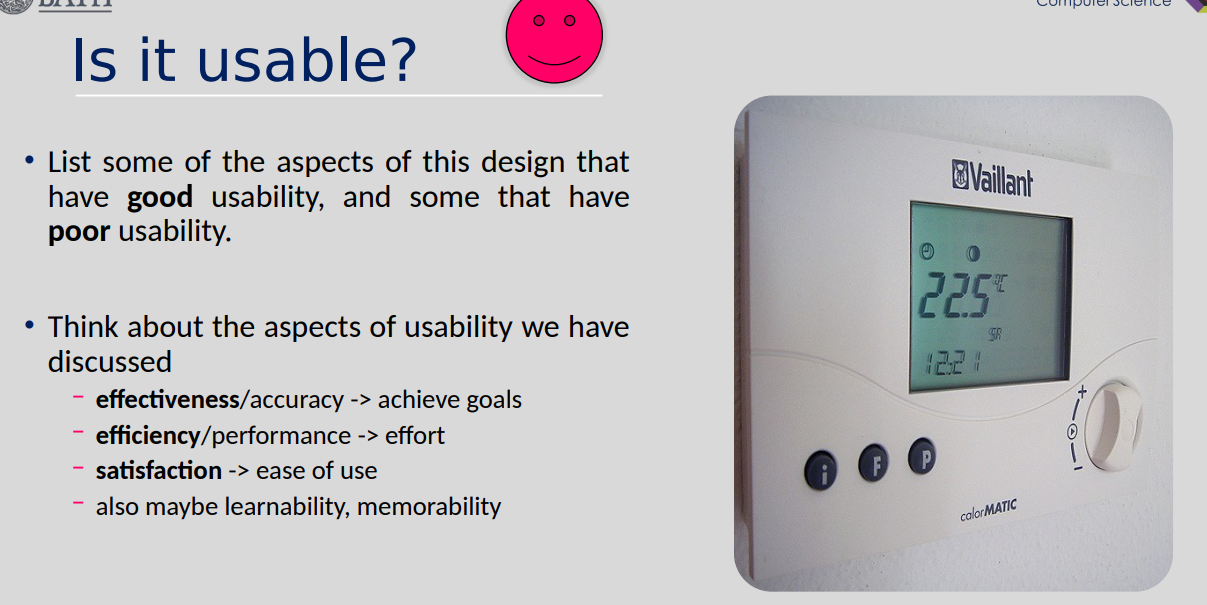 BATH
Computer Science
Is it usable?
• List some of the aspects of this design that
have good usability, and some that have
poor usability.
• Think about the aspects of usability we have
discussed
– effectiveness/accuracy -> achieve goals
– efficiency/performance -> effort
– satisfaction -> ease of use
– also maybe learnability, memorability
Vaillant
22.5°C
SA
12:21
i F P
+
–
calorMATIC